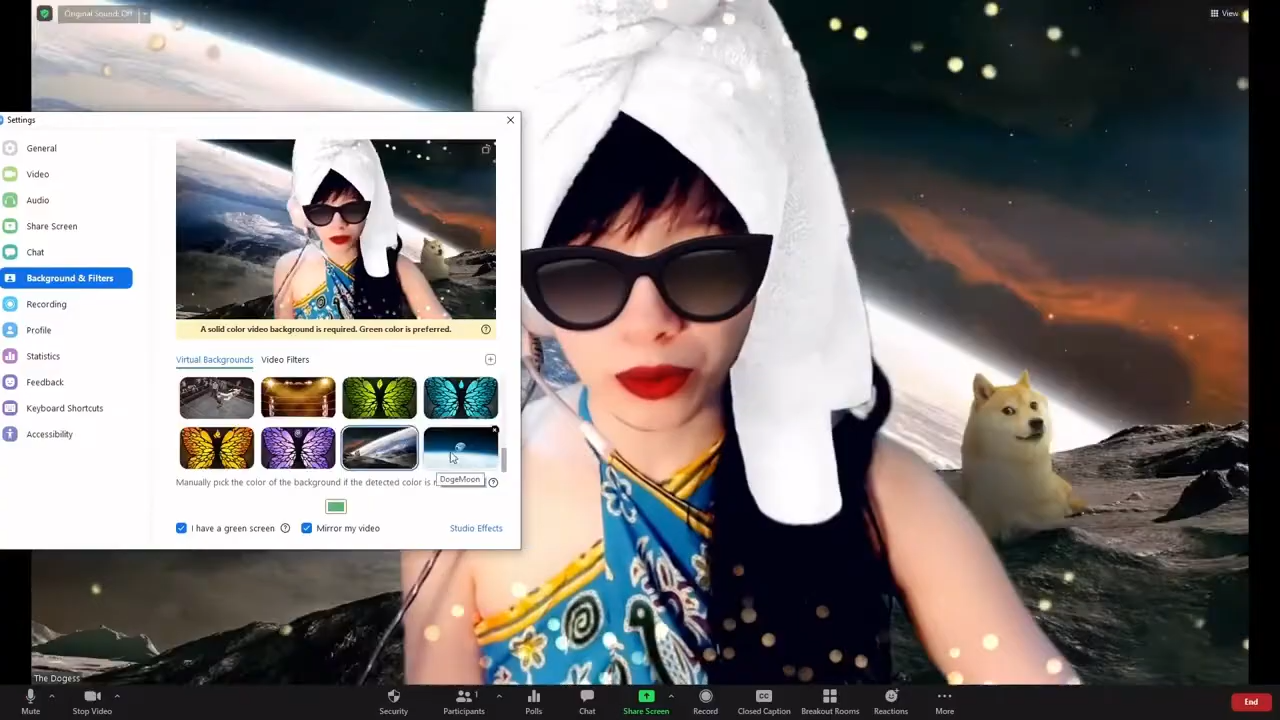 Original Sound: Off
View
Settings
General
Video
Audio
Share Screen
Chat
Background & Filters
Recording
Profile
Statistics
Feedback
Keyboard Shortcuts
Accessibility
A solid color video background is required. Green color is preferred.
Virtual Backgrounds
Video Filters
DogeMoon
Manually pick the color of the background if the detected color is
I have a green screen
Mirror my video
Studio Effects
The Dogess
Mute
Stop Video
Security
1
Participants
Polls
Chat
Share Screen
Record
CC
Closed Caption
Breakout Rooms
Reactions
More
End